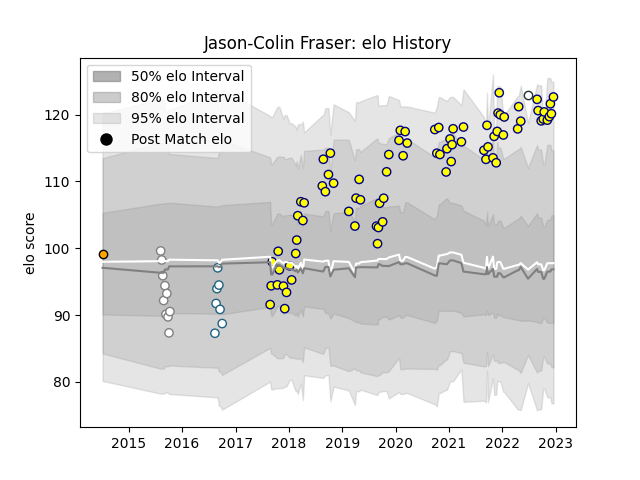 Jason-Colin Fraser: elo History
50% elo Interval
80% elo Interval
95% elo Interval
Post Match elo
elo score
120
110
100
90
80
2015 2016 2017 2018 2019 2020 2021 2022 2023